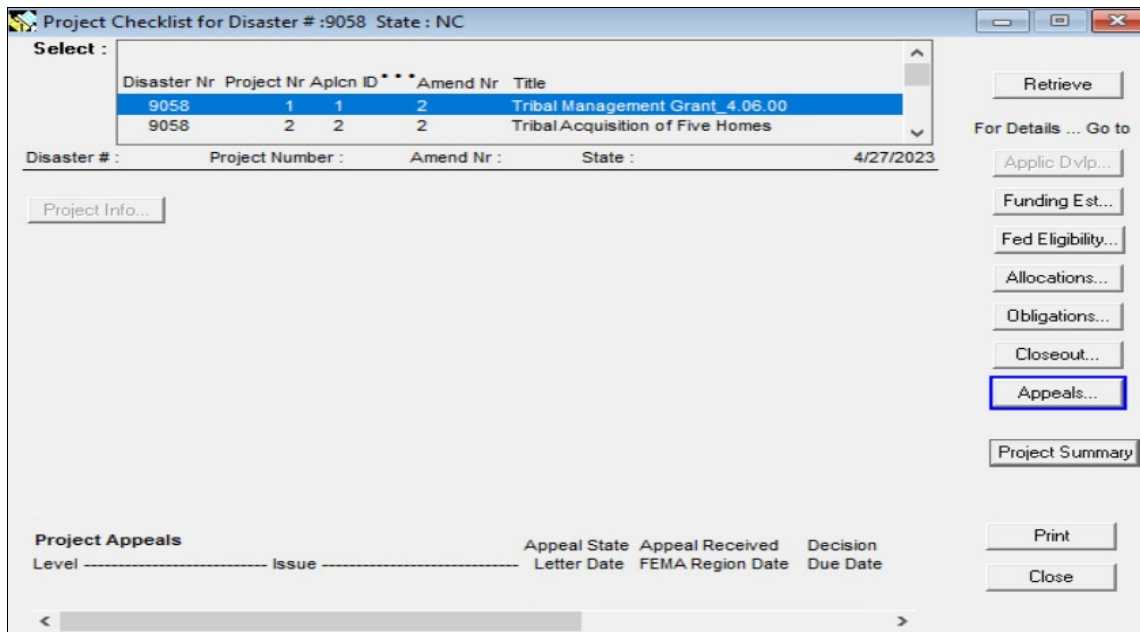 Project Checklist for Disaster # :9058 State : NC
Select :
Disaster Nr Project Nr Aplcn ID • • • Amend Nr Title
9058 1 1 2 Tribal Management Grant_4.06.00
9058 2 2 2 Tribal Acquisition of Five Homes
Retrieve
For Details ... Go to
Disaster # : Project Number : Amend Nr : State : 4/27/2023
Applic Dvlp...
Project Info...
Funding Est...
Fed Eligibility...
Allocations...
Obligations...
Closeout...
Appeals...
Project Summary
Project Appeals
Appeal State Appeal Received Decision
Level ---------------------------- Issue ------------------------------ Letter Date FEMA Region Date Due Date
Print
Close